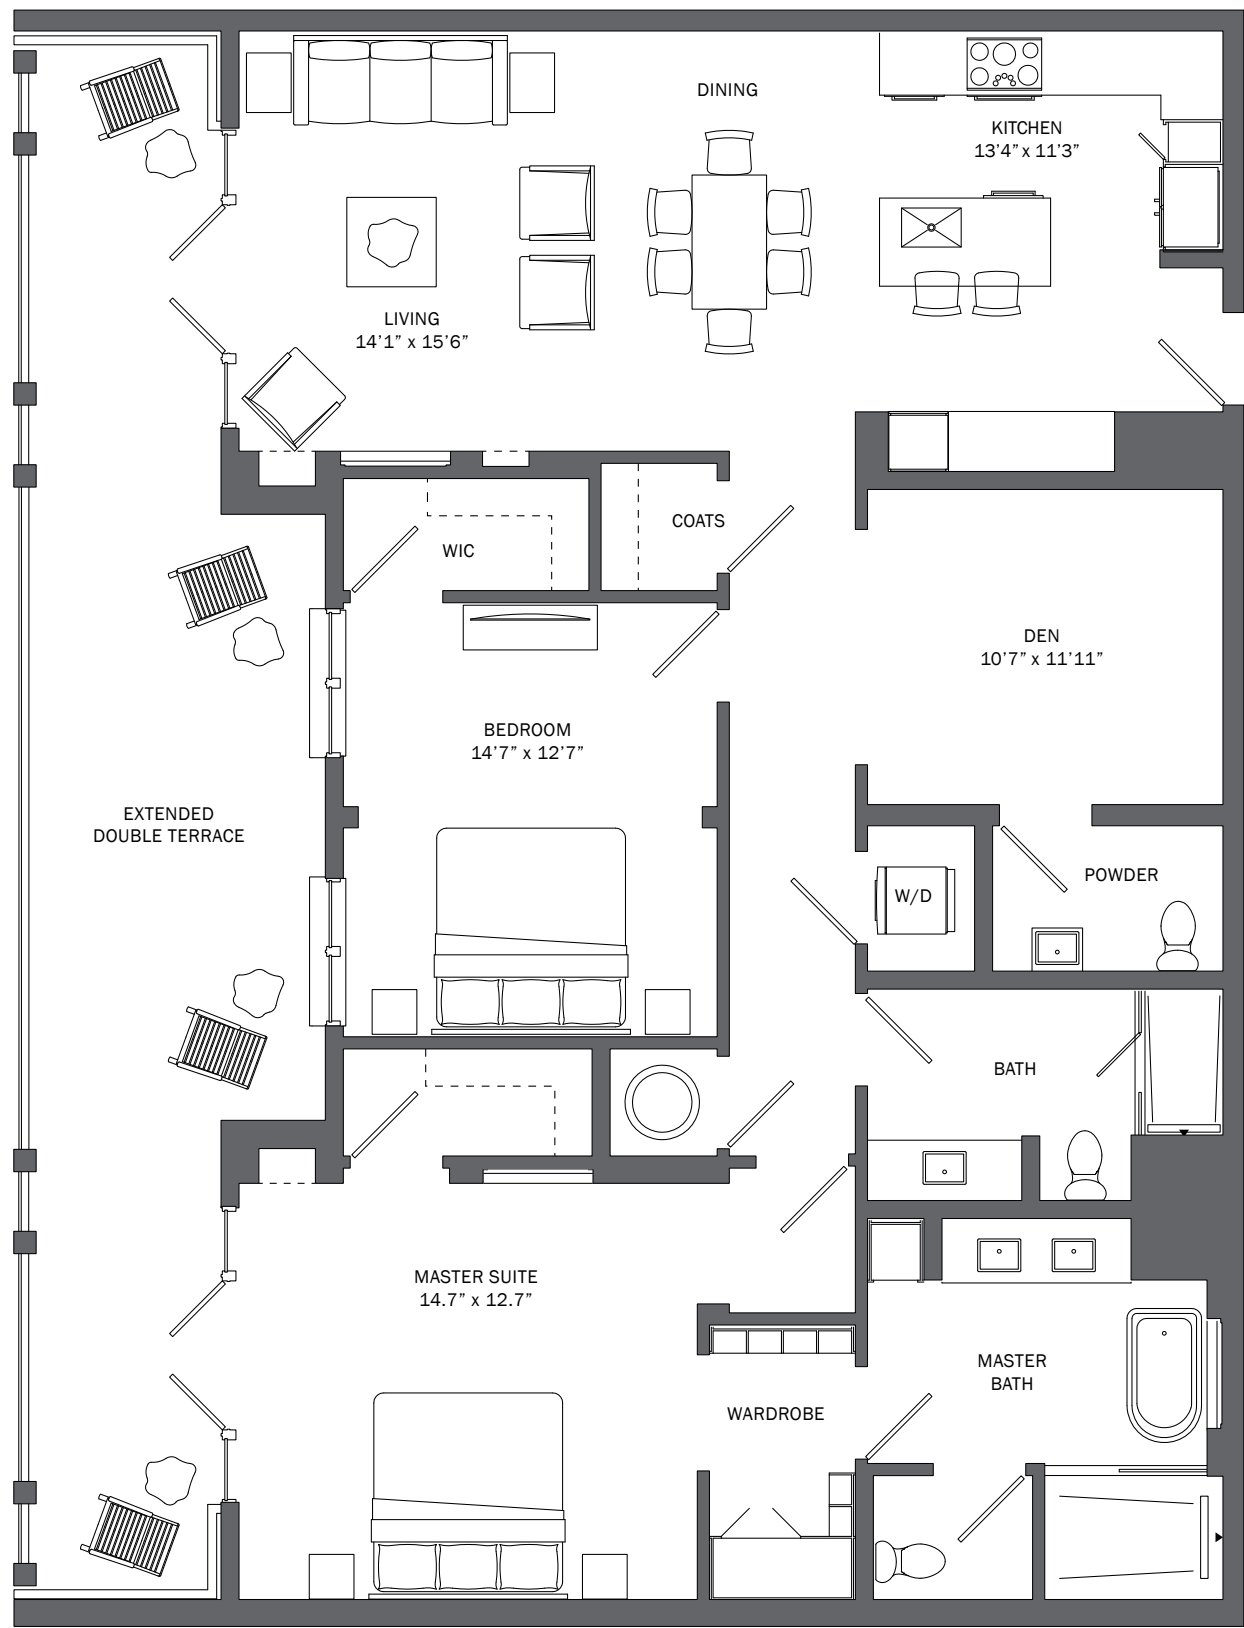 DINING
KITCHEN
13’4” x 11’3”
LIVING
14’1” x 15’6”
COATS
WIC
DEN
10’7” x 11’11”
BEDROOM
14’7” x 12’7”
EXTENDED
DOUBLE TERRACE
POWDER
W/D
BATH
MASTER SUITE
14.7” x 12.7”
MASTER
BATH
WARDROBE